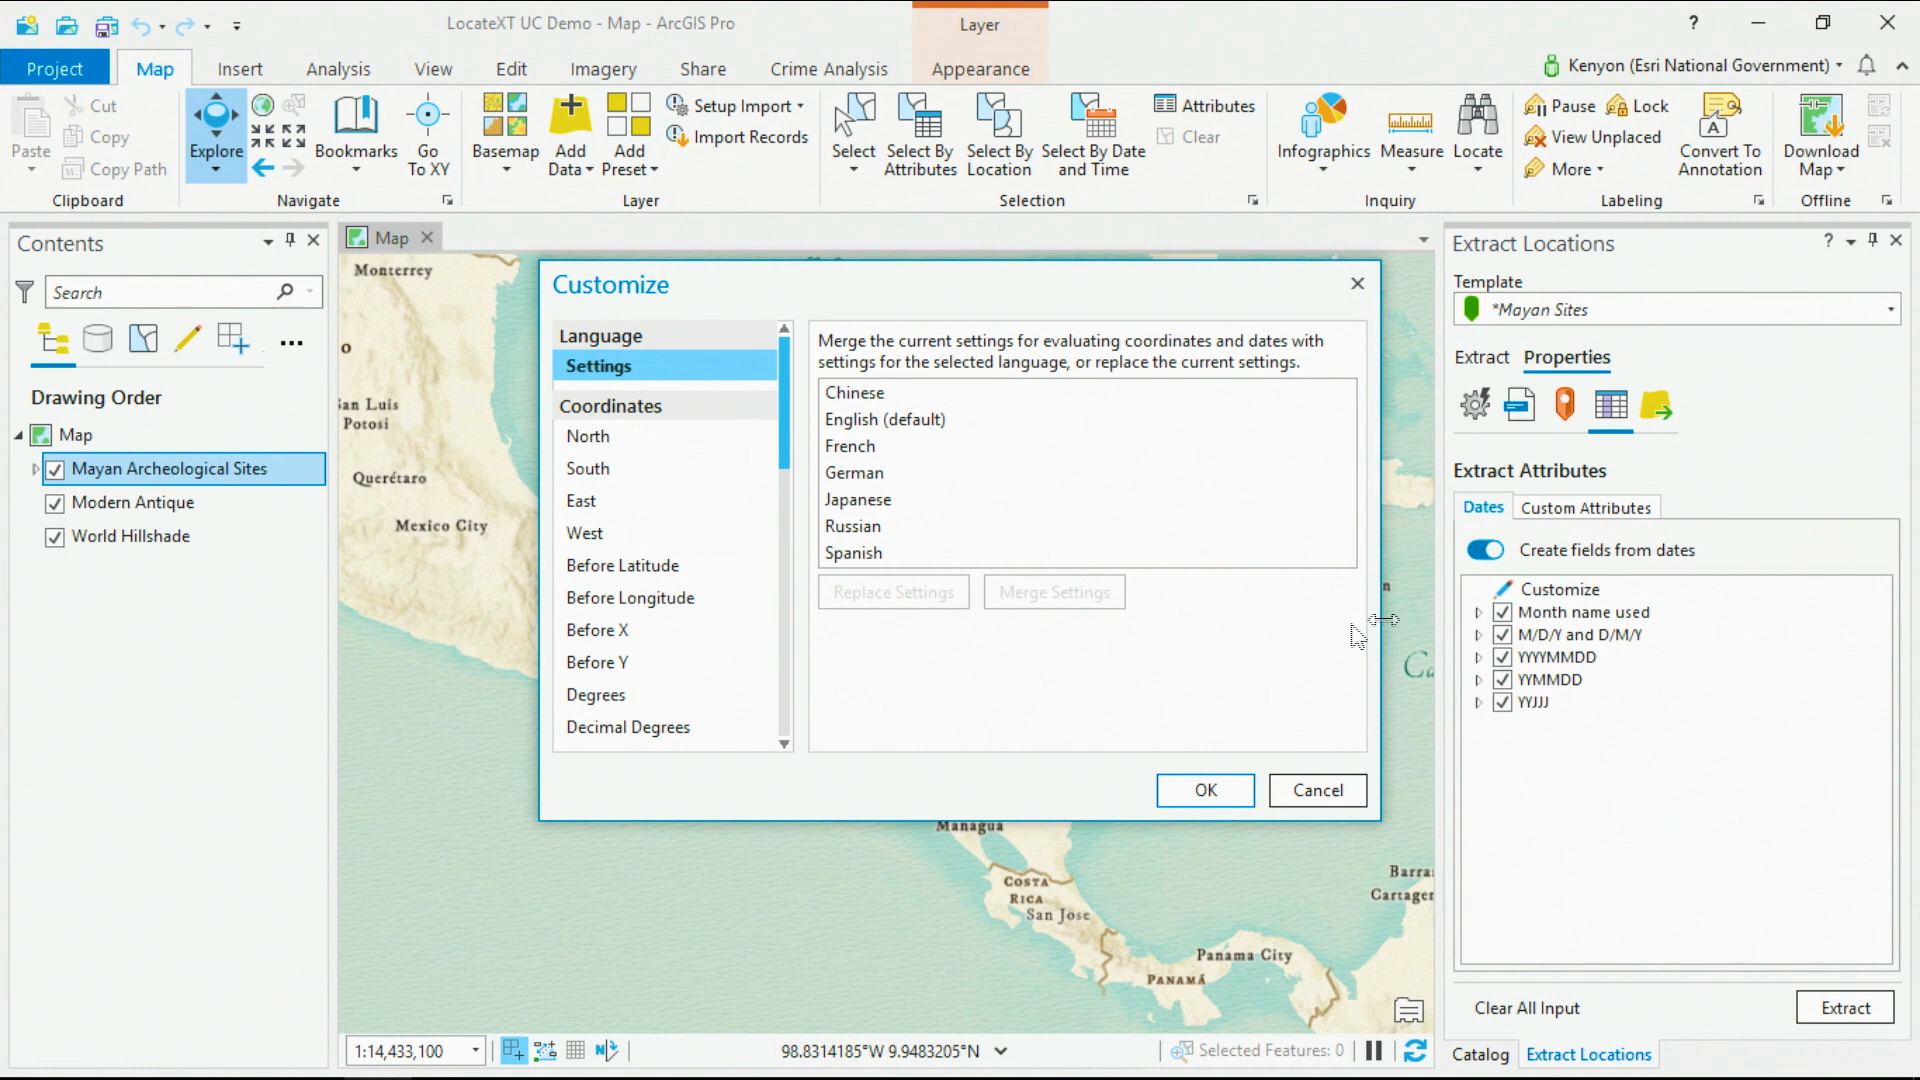 LocateXT UC Demo - Map - ArcGIS Pro
Layer
?
Project
Map
Insert
Analysis
View
Edit
Imagery
Share
Crime Analysis
Appearance
Kenyon (Esri National Government)
Paste
Cut
Copy
Copy Path
Clipboard
Explore
Bookmarks
Go
To XY
Navigate
Basemap
Add
Data
Add
Preset
Setup Import
Import Records
Layer
Select
Select By
Attributes
Select By
Location
Select By Date
and Time
Attributes
Clear
Selection
Infographics
Measure
Locate
Inquiry
Pause
Lock
View Unplaced
More
A
Convert To
Annotation
Labeling
Download
Map
Offline
Contents
Search
Drawing Order
Map
Mayan Archeological Sites
Modern Antique
World Hillshade
Map
Monterrey
San Luis
Potosi
Querétaro
Mexico City
Managua
COSTA
RICA
San Jose
Panama City
PANAMÁ
Customize
Language
Settings
Coordinates
North
South
East
West
Before Latitude
Before Longitude
Before X
Before Y
Degrees
Decimal Degrees
Merge the current settings for evaluating coordinates and dates with
settings for the selected language, or replace the current settings.
Chinese
English (default)
French
German
Japanese
Russian
Spanish
Replace Settings
Merge Settings
OK
Cancel
1:14,433,100
98.8314185°W 9.9483205°N
Selected Features: 0
Extract Locations
?
Template
*Mayan Sites
Extract
Properties
Extract Attributes
Dates
Custom Attributes
Create fields from dates
Customize
Month name used
M/D/Y and D/M/Y
YYYYMMDD
YYMMDD
YYJJJ
Clear All Input
Extract
Catalog
Extract Locations